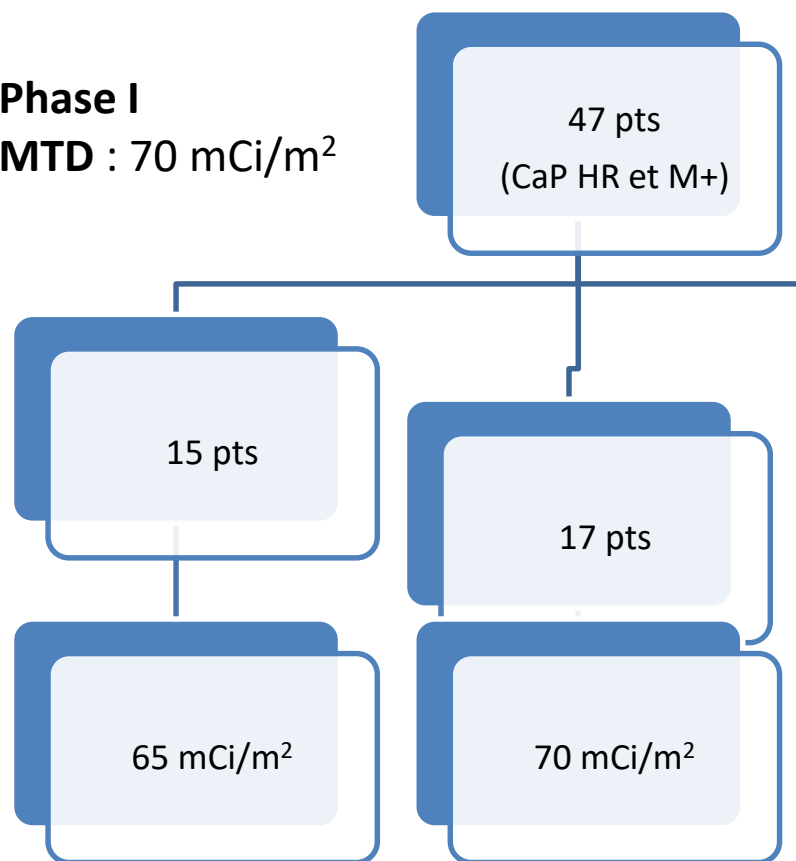 Phase I
MTD : 70 mCi/m²
47 pts
(CaP HR et M+)
15 pts
17 pts
65 mCi/m²
70 mCi/m²